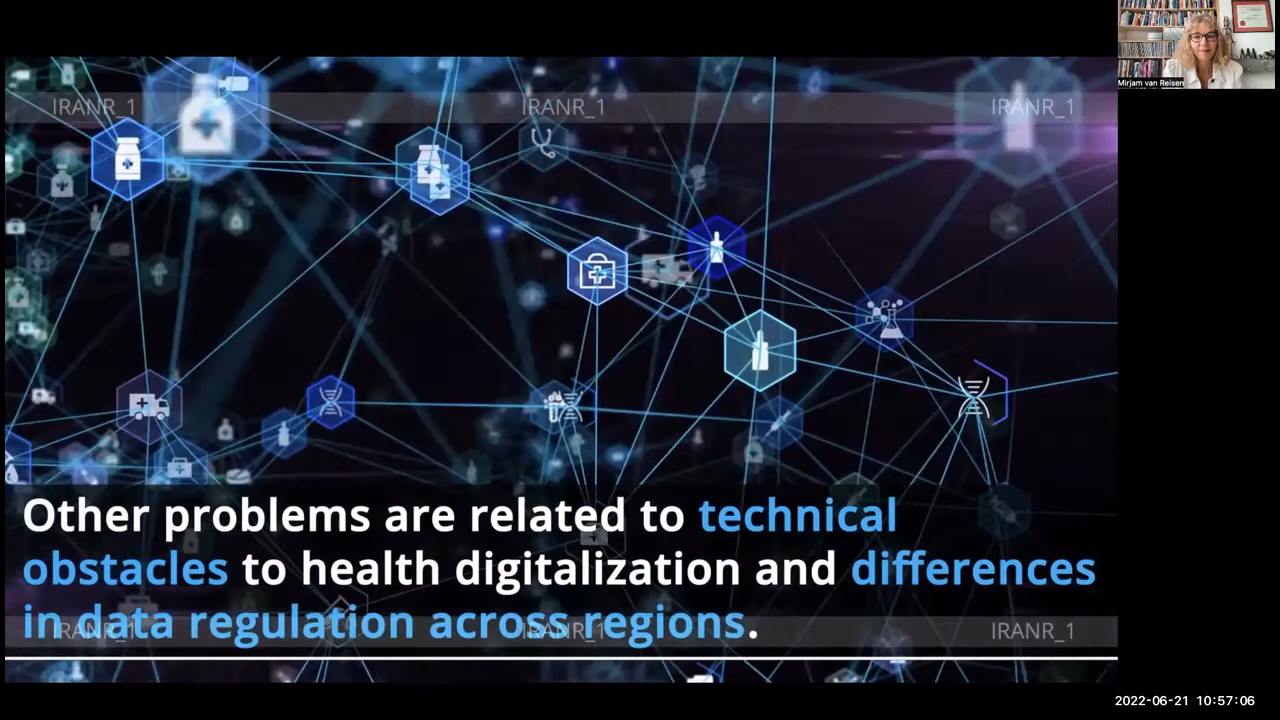 Mirjam van Reisen
IRANR_1 IRANR_1 IRANR_1
Other problems are related to technical
obstacles to health digitalization and differences
in data regulation across regions.
IRANR_1 IRANR_1 IRANR_1
2022-06-21 10:57:06